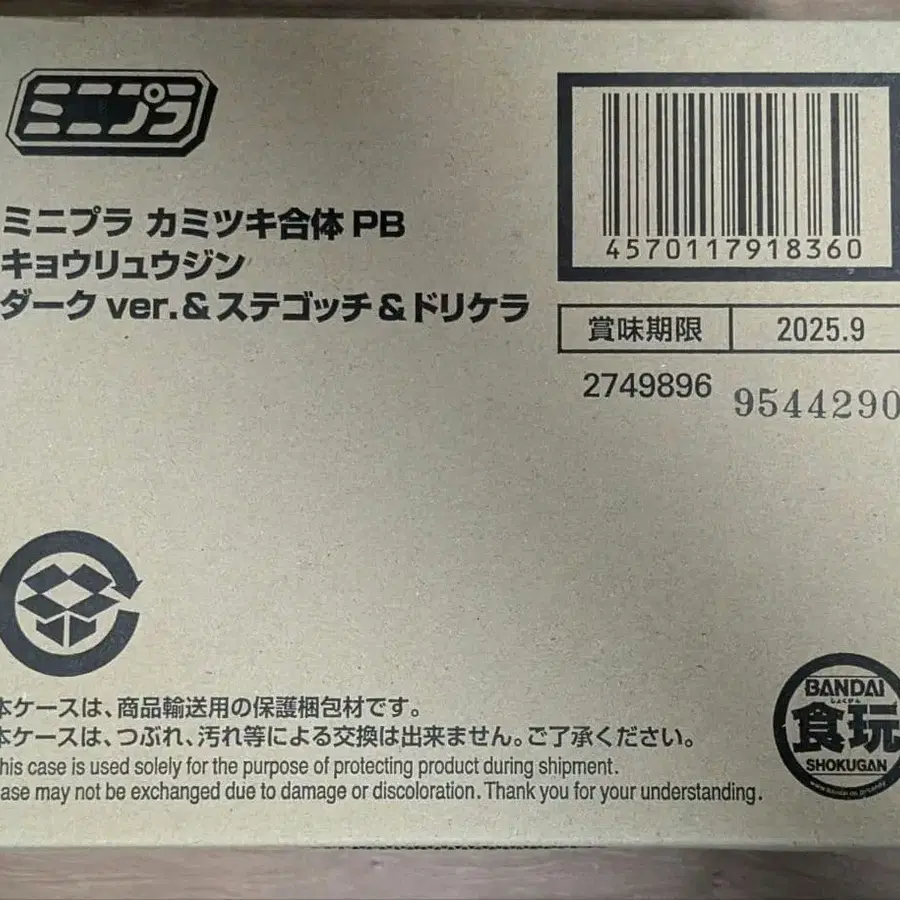 ミニプラ
4570117918360
ミニプラ カミツキ合体 PB
キョウリュウジン
ダーク ver.&ステゴッチ&ドリケラ
賞味期限 2025.9
2749896 9544290
本ケースは、商品輸送用の保護梱包材です。
本ケースは、つぶれ、汚れ等による交換は出来ません。ご了承ください。
his case is used solely for the purpose of protecting product during shipment.
ase may not be exchanged due to damage or discoloration. Thank you for your understanding.
BANDAI
しょくがん
食玩
SHOKUGAN